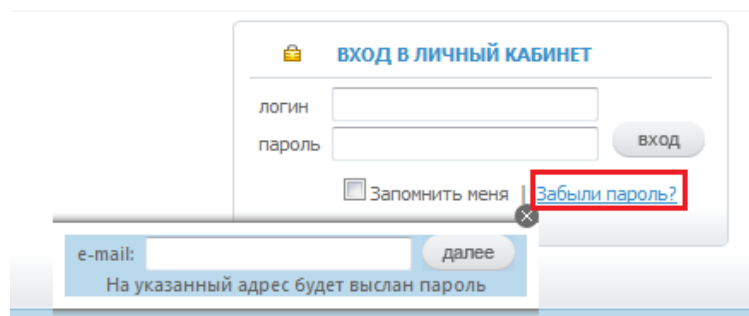 ВХОД В ЛИЧНЫЙ КАБИНЕТ
логин
пароль
вход
Запомнить меня | Забыли пароль?
e-mail:
далее
На указанный адрес будет выслан пароль